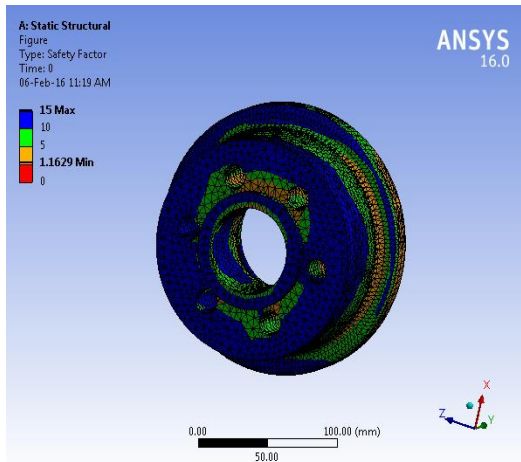 A: Static Structural
Figure
Type: Safety Factor
Time: 0
06-Feb-16 11:19 AM
15 Max
10
5
1.1629 Min
0
ANSYS
16.0
X
Z
Y
0.00
100.00 (mm)
50.00